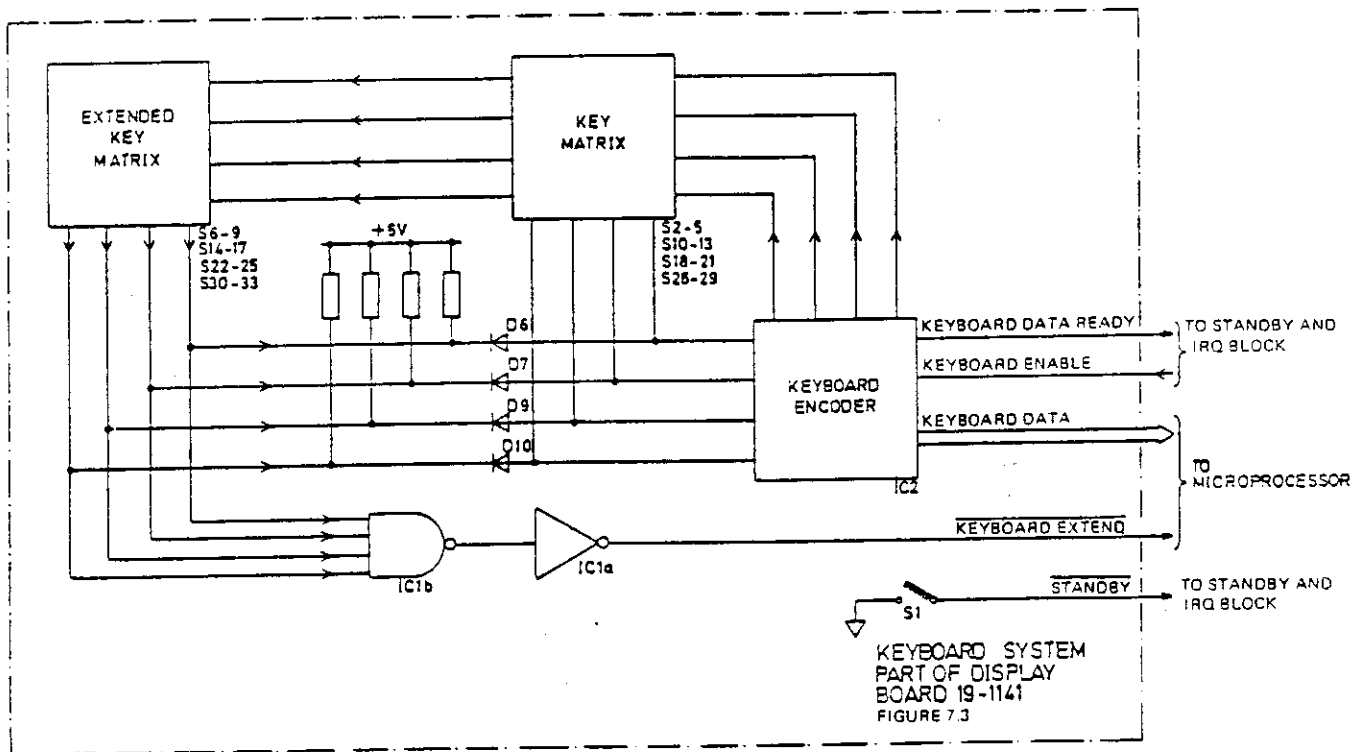 EXTENDED
KEY
MATRIX
KEY
MATRIX
S6-9
S14-17
S22-25
S30-33
+5V
S2-5
S10-13
S18-21
S26-29
D6
D7
D9
D10
KEYBOARD
ENCODER
IC2
KEYBOARD DATA READY
KEYBOARD ENABLE
TO STANDBY AND
IRQ BLOCK
KEYBOARD DATA
TO
MICROPROCESSOR
KEYBOARD EXTEND
IC1b
IC1a
STANDBY
TO STANDBY AND
IRQ BLOCK
S1
KEYBOARD SYSTEM
PART OF DISPLAY
BOARD 19-1141
FIGURE 7.3